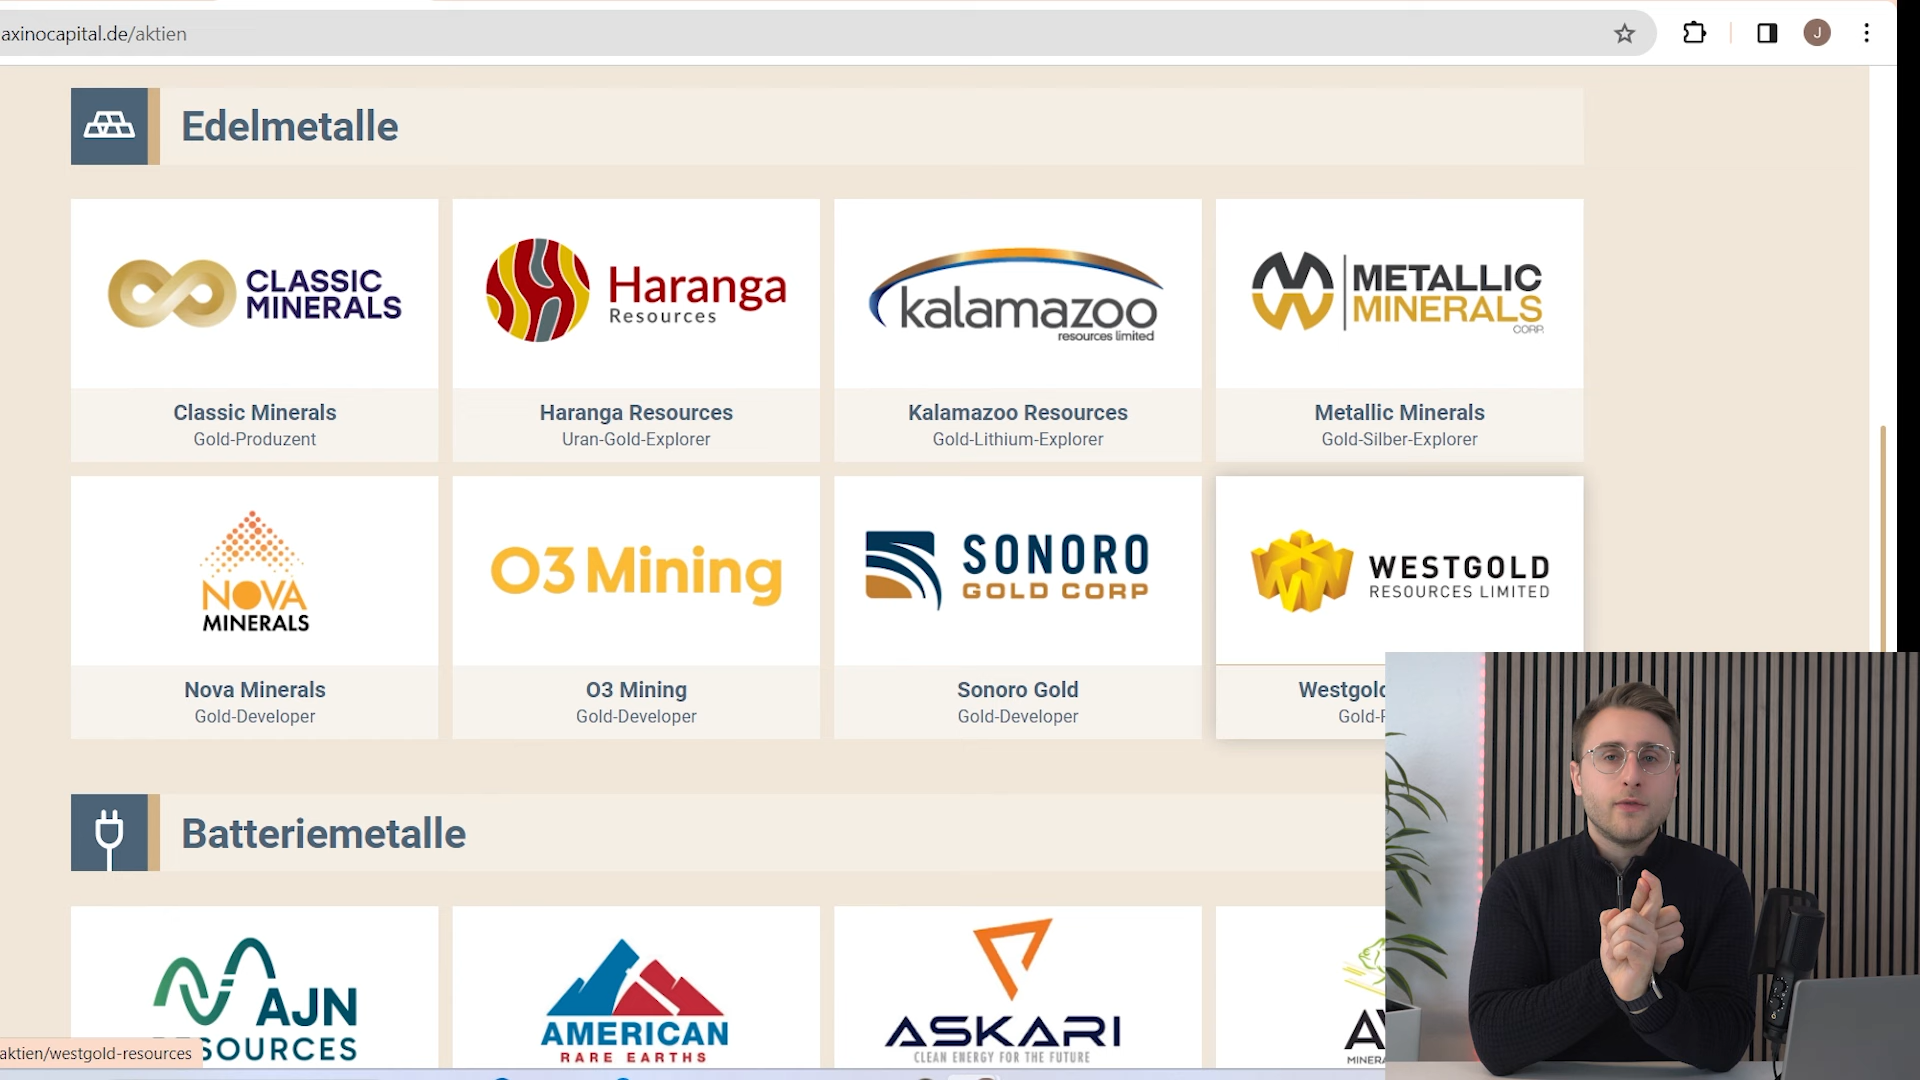 axinocapital.de/aktien
J
Edelmetalle
CLASSIC
MINERALS
Haranga
Resources
kalamazoo
resources limited
METALLIC
MINERALS
CORP.
Classic Minerals
Gold-Produzent
Haranga Resources
Uran-Gold-Explorer
Kalamazoo Resources
Gold-Lithium-Explorer
Metallic Minerals
Gold-Silber-Explorer
NOVA
MINERALS
O3 Mining
SONORO
GOLD CORP
WESTGOLD
RESOURCES LIMITED
Nova Minerals
Gold-Developer
O3 Mining
Gold-Developer
Sonoro Gold
Gold-Developer
Westgold
Gold-
Batteriemetalle
AJN
RESOURCES
AMERICAN
RARE EARTHS
ASKARI
CLEAN ENERGY FOR THE FUTURE
aktien/westgold-resources